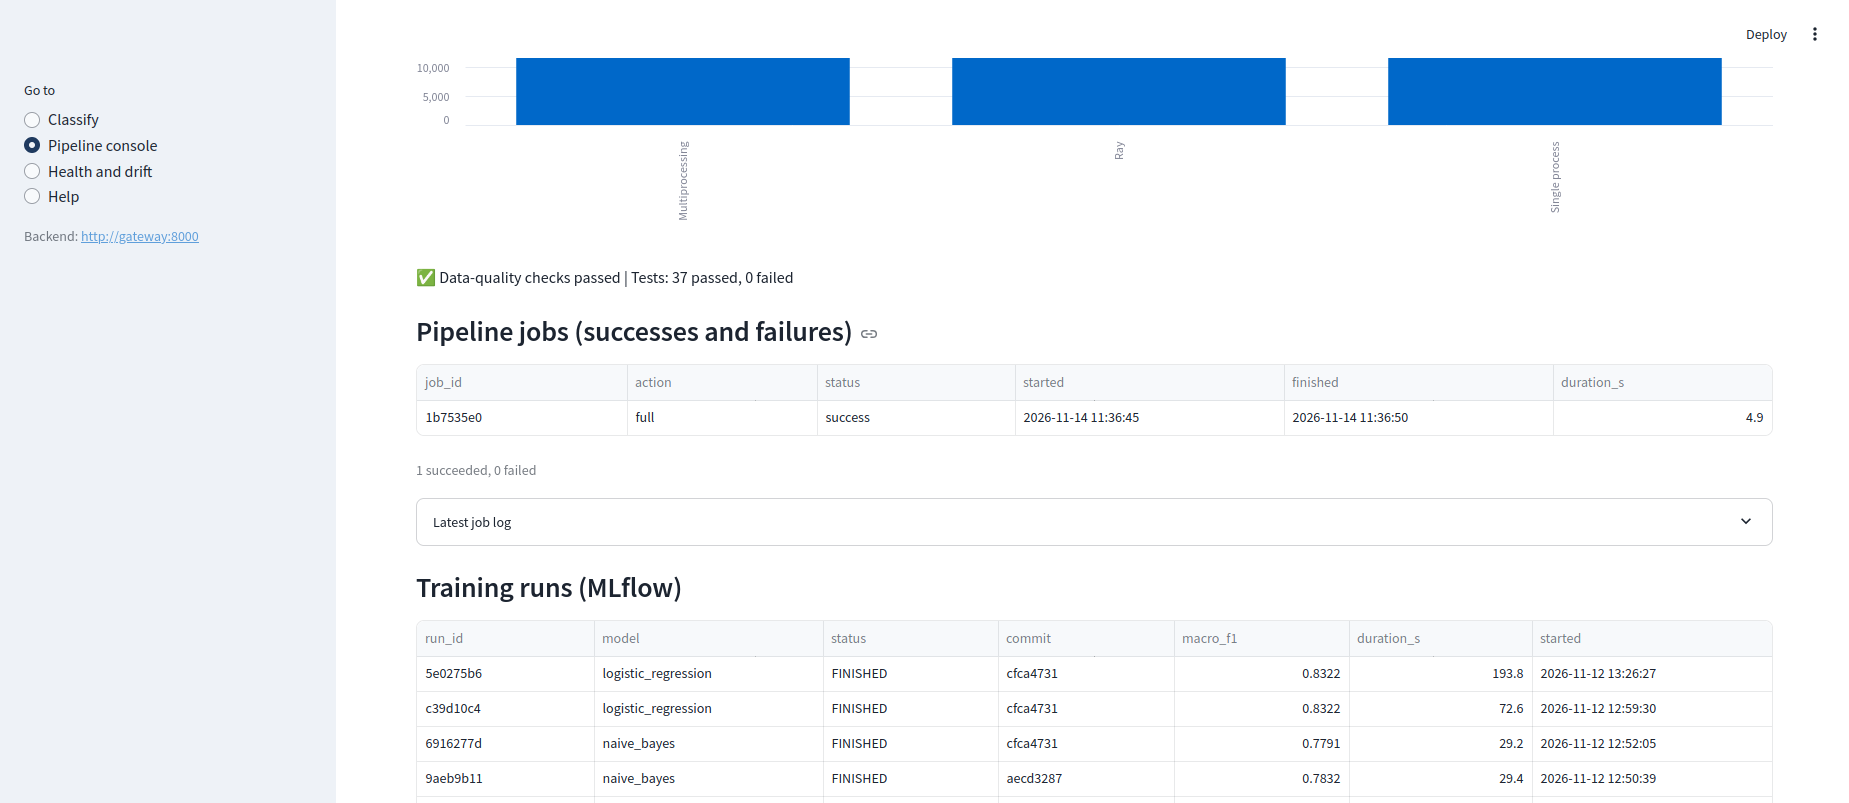 Deploy
Go to
Classify
Pipeline console
Health and drift
Help
Backend: http://gateway:8000
10,000
5,000
0
Multiprocessing
Ray
Single process
✅ Data-quality checks passed | Tests: 37 passed, 0 failed
Pipeline jobs (successes and failures)
job_id action status started finished duration_s
1b7535e0 full success 2026-11-14 11:36:45 2026-11-14 11:36:50 4.9
1 succeeded, 0 failed
Latest job log
Training runs (MLflow)
run_id model status commit macro_f1 duration_s started
5e0275b6 logistic_regression FINISHED cfca4731 0.8322 193.8 2026-11-12 13:26:27
c39d10c4 logistic_regression FINISHED cfca4731 0.8322 72.6 2026-11-12 12:59:30
6916277d naive_bayes FINISHED cfca4731 0.7791 29.2 2026-11-12 12:52:05
9aeb9b11 naive_bayes FINISHED aecd3287 0.7832 29.4 2026-11-12 12:50:39